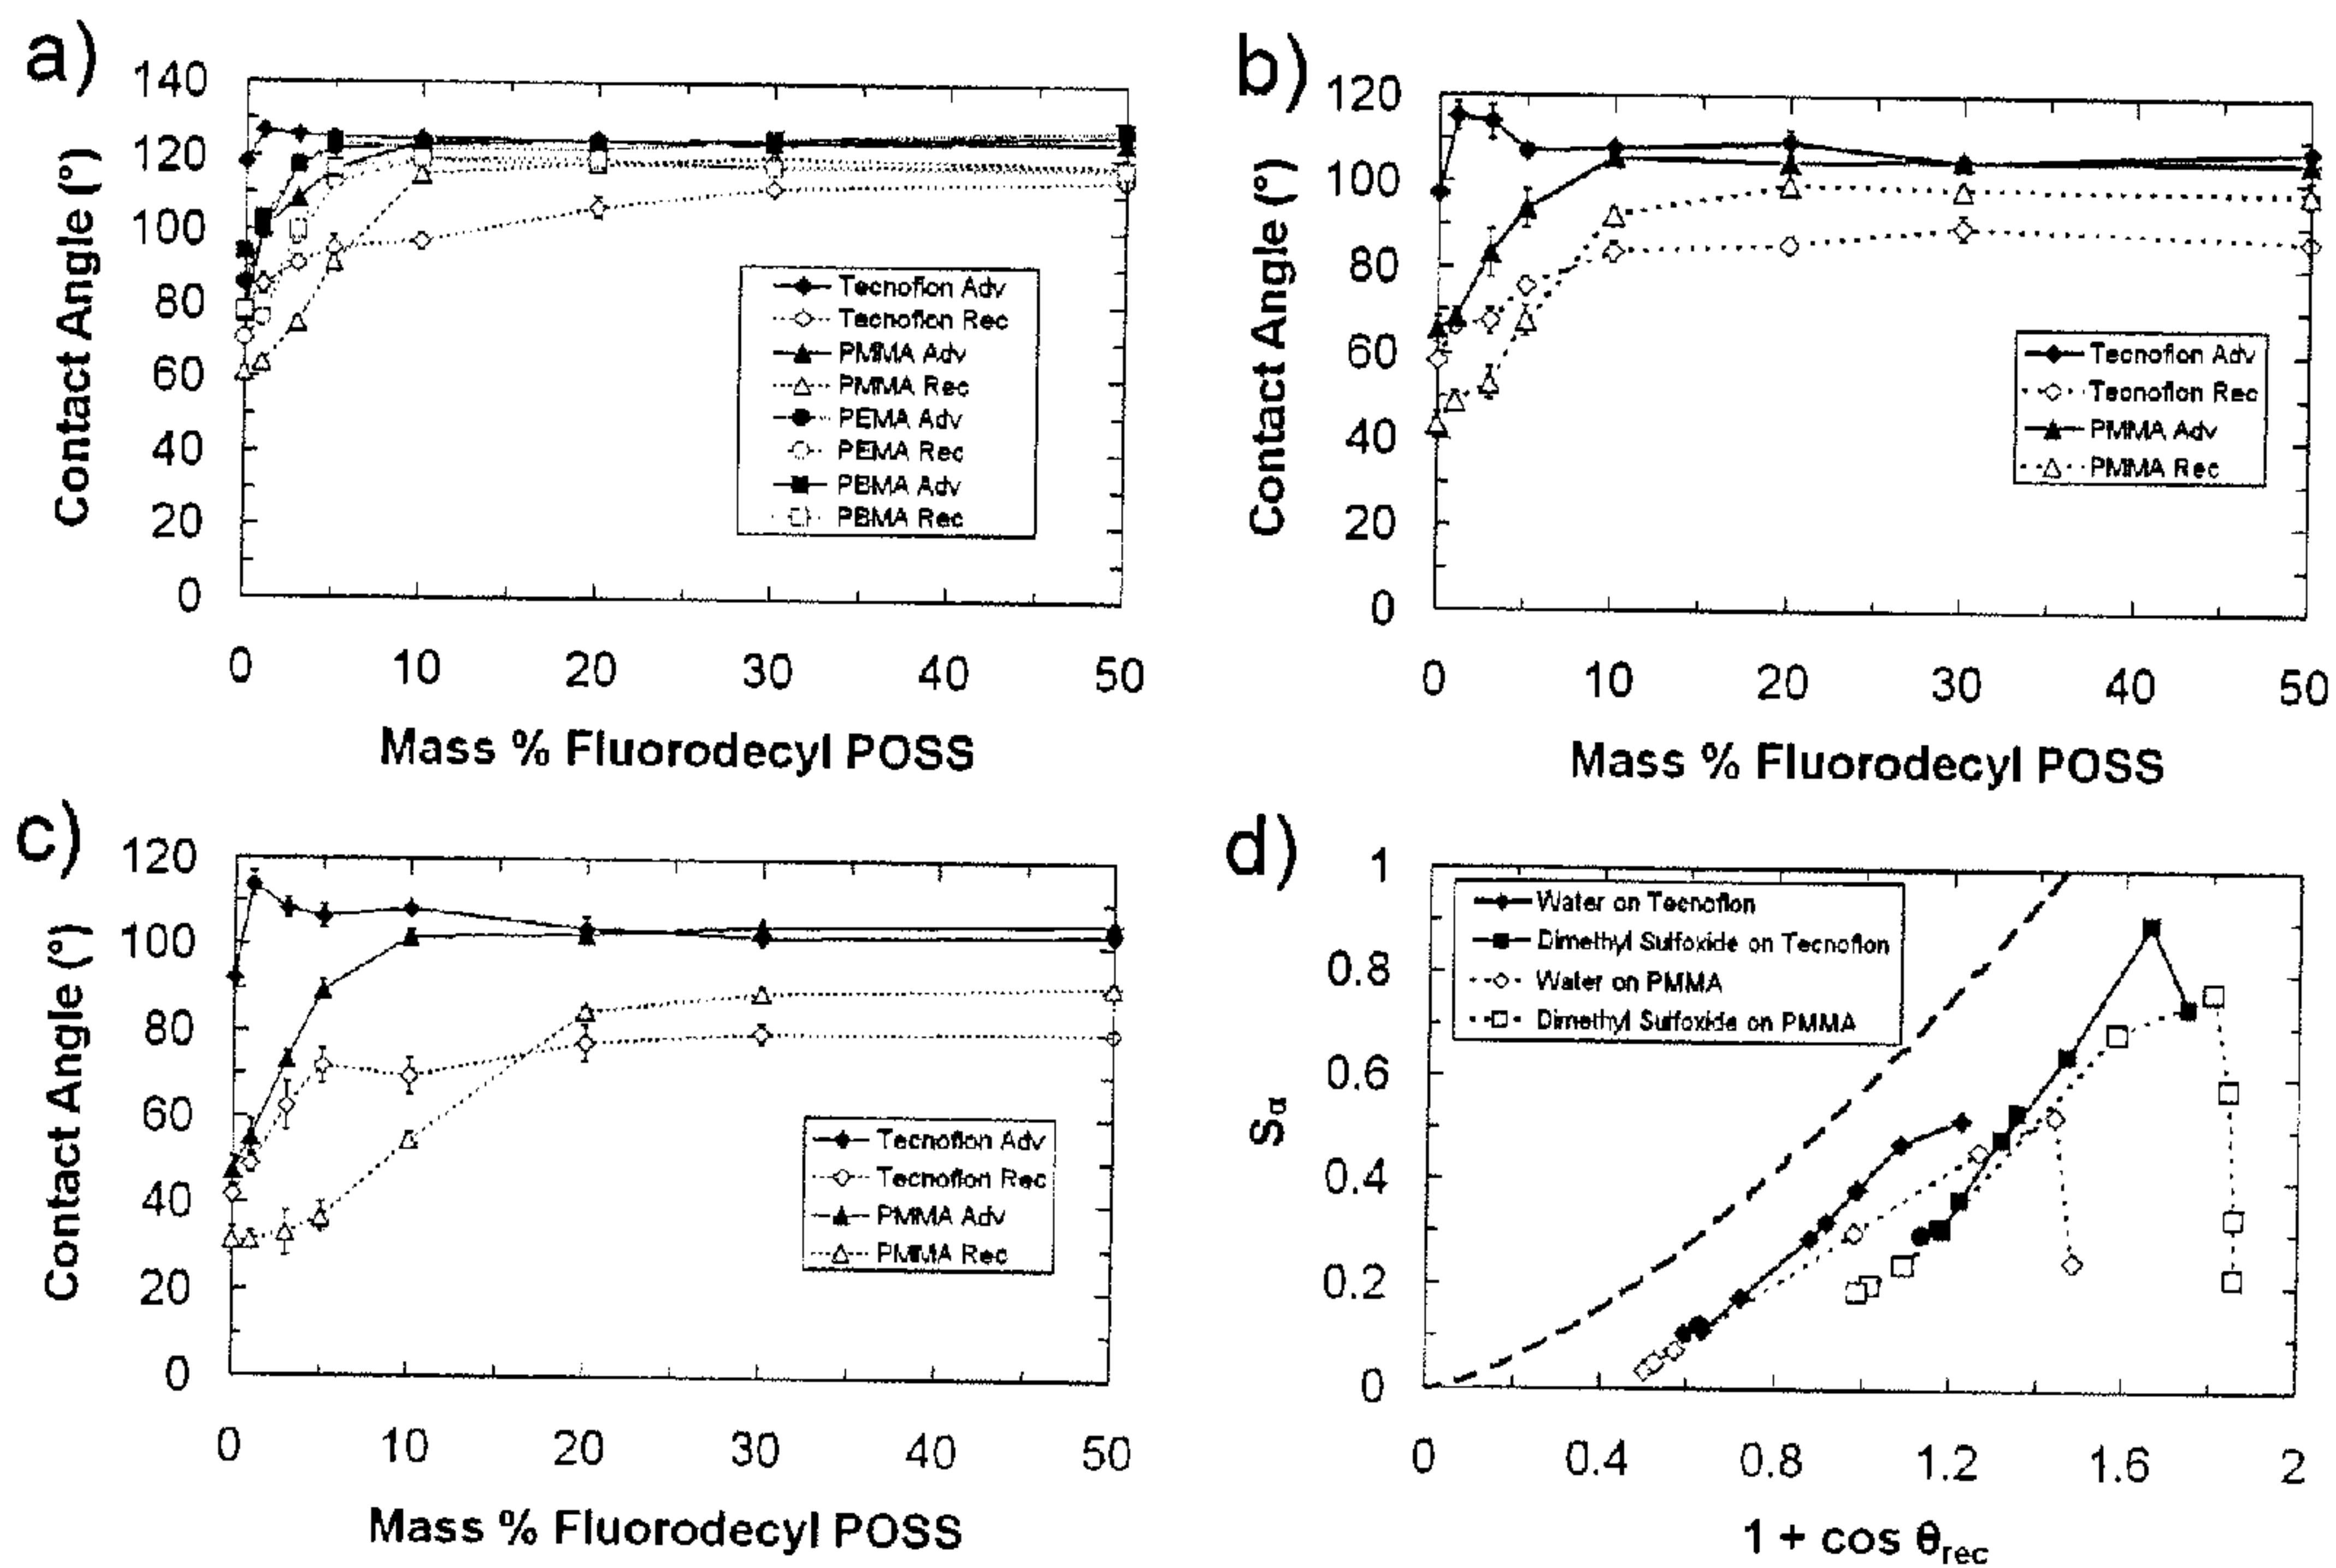 a)
140
120
100
80
60
40
20
0
Contact Angle (°)
Tecnoflon Adv
Tecnoflon Rec
PMMA Adv
PMMA Rec
PEMA Adv
PEMA Rec
PBMA Adv
PBMA Rec
0 10 20 30 40 50
Mass % Fluorodecyl POSS
b)
120
100
80
60
40
20
0
Contact Angle (°)
Tecnoflon Adv
Tecnoflon Rec
PMMA Adv
PMMA Rec
0 10 20 30 40 50
Mass % Fluorodecyl POSS
c)
120
100
80
60
40
20
0
Contact Angle (°)
Tecnoflon Adv
Tecnoflon Rec
PMMA Adv
PMMA Rec
0 10 20 30 40 50
Mass % Fluorodecyl POSS
d)
1
0.8
0.6
0.4
0.2
0
Sα
Water on Tecnoflon
Dimethyl Sulfoxide on Tecnoflon
Water on PMMA
Dimethyl Sulfoxide on PMMA
0 0.4 0.8 1.2 1.6 2
1 + cos θrec